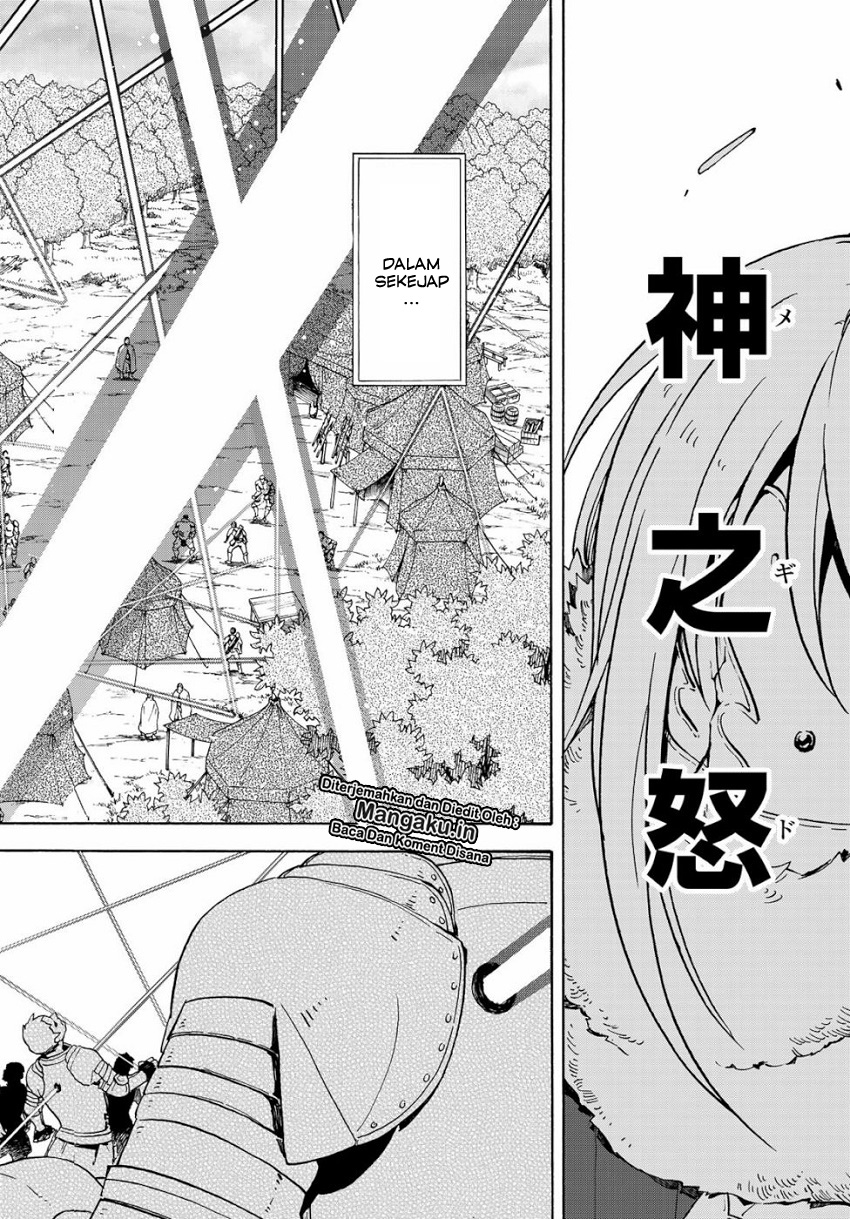 神之怒
メギド
DALAM
SEKEJAP
...
Diterjemahkan dan Diedit Oleh :
Mangaku.in
Baca Dan Koment Disana